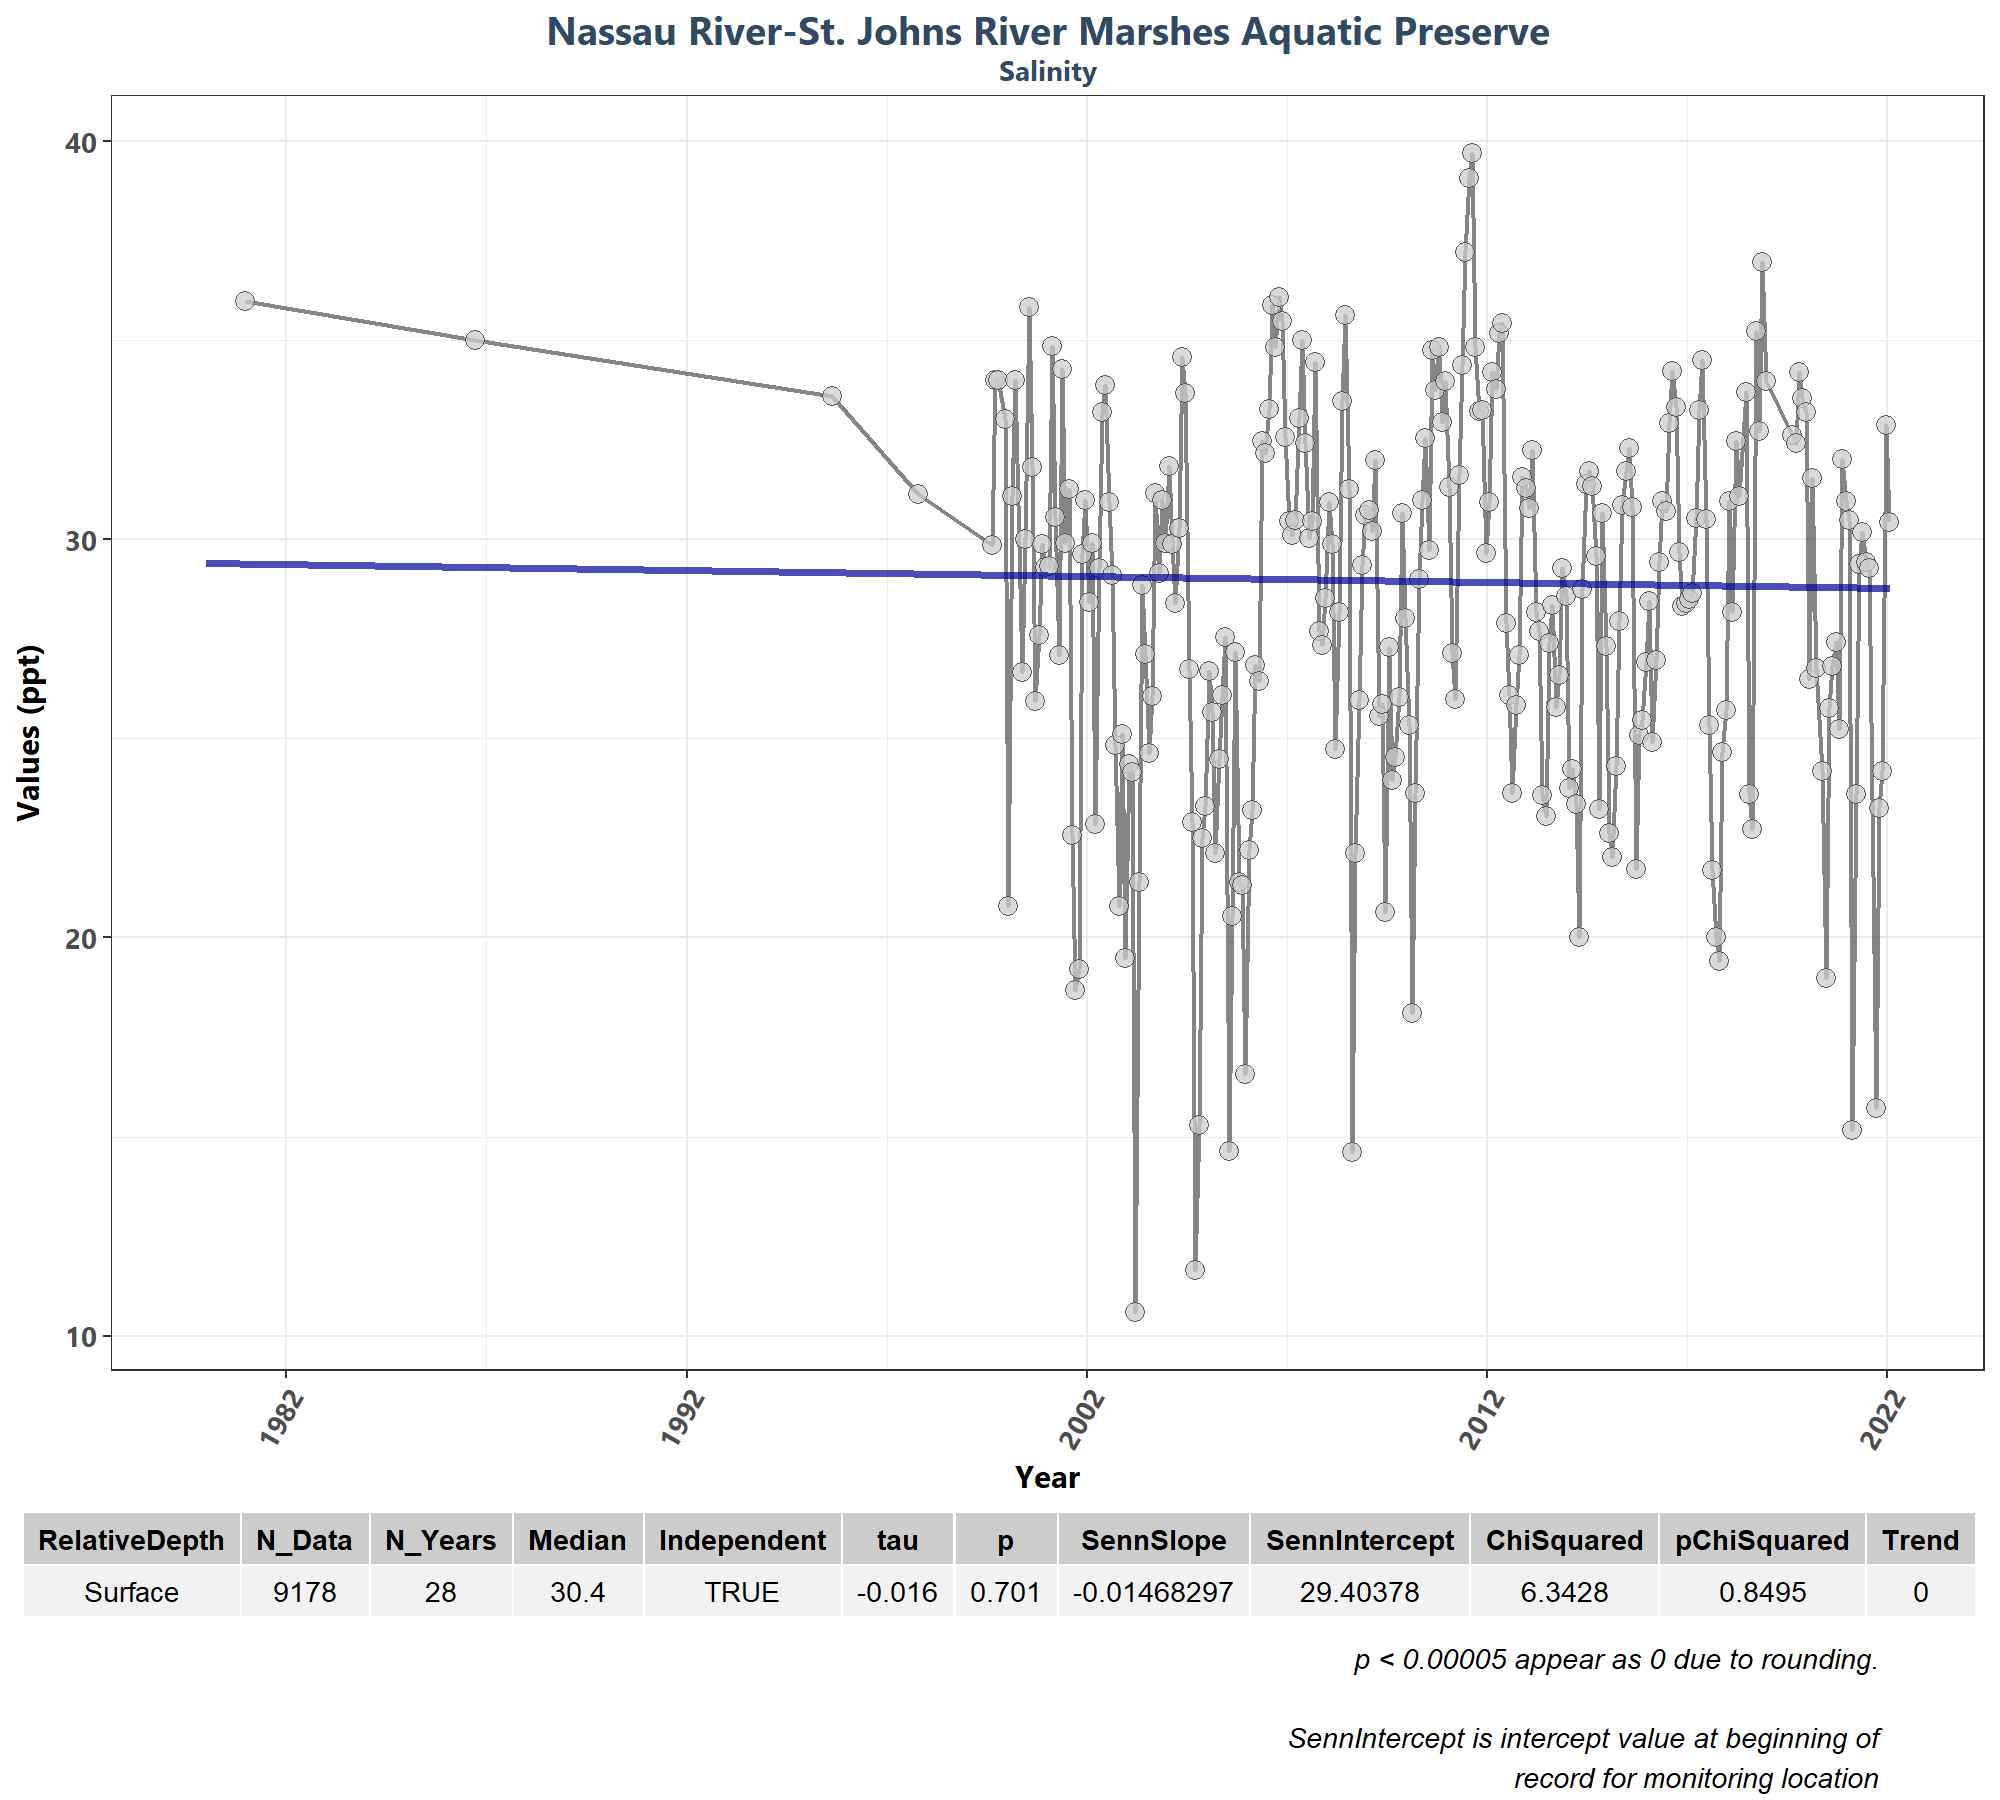 Nassau River-St. Johns River Marshes Aquatic Preserve
Salinity
40
30
20
10
Values (ppt)
1982
1992
2002
2012
2022
Year
RelativeDepth N_Data N_Years Median Independent tau p SennSlope SennIntercept ChiSquared pChiSquared Trend
Surface 9178 28 30.4 TRUE -0.016 0.701 -0.01468297 29.40378 6.3428 0.8495 0
p < 0.00005 appear as 0 due to rounding.
SennIntercept is intercept value at beginning of
record for monitoring location